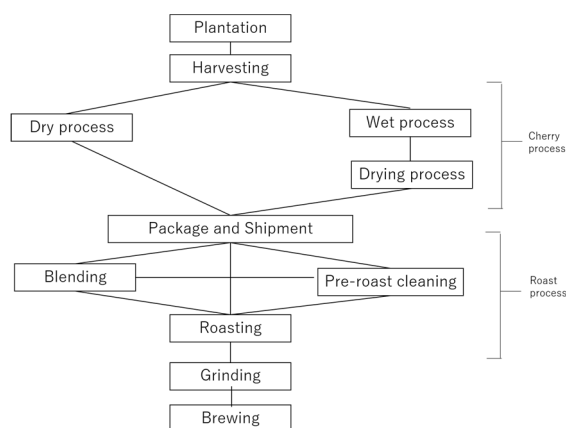 Plantation
Harvesting
Dry process
Wet process
Cherry
process
Drying process
Package and Shipment
Blending
Pre-roast cleaning
Roast
process
Roasting
Grinding
Brewing